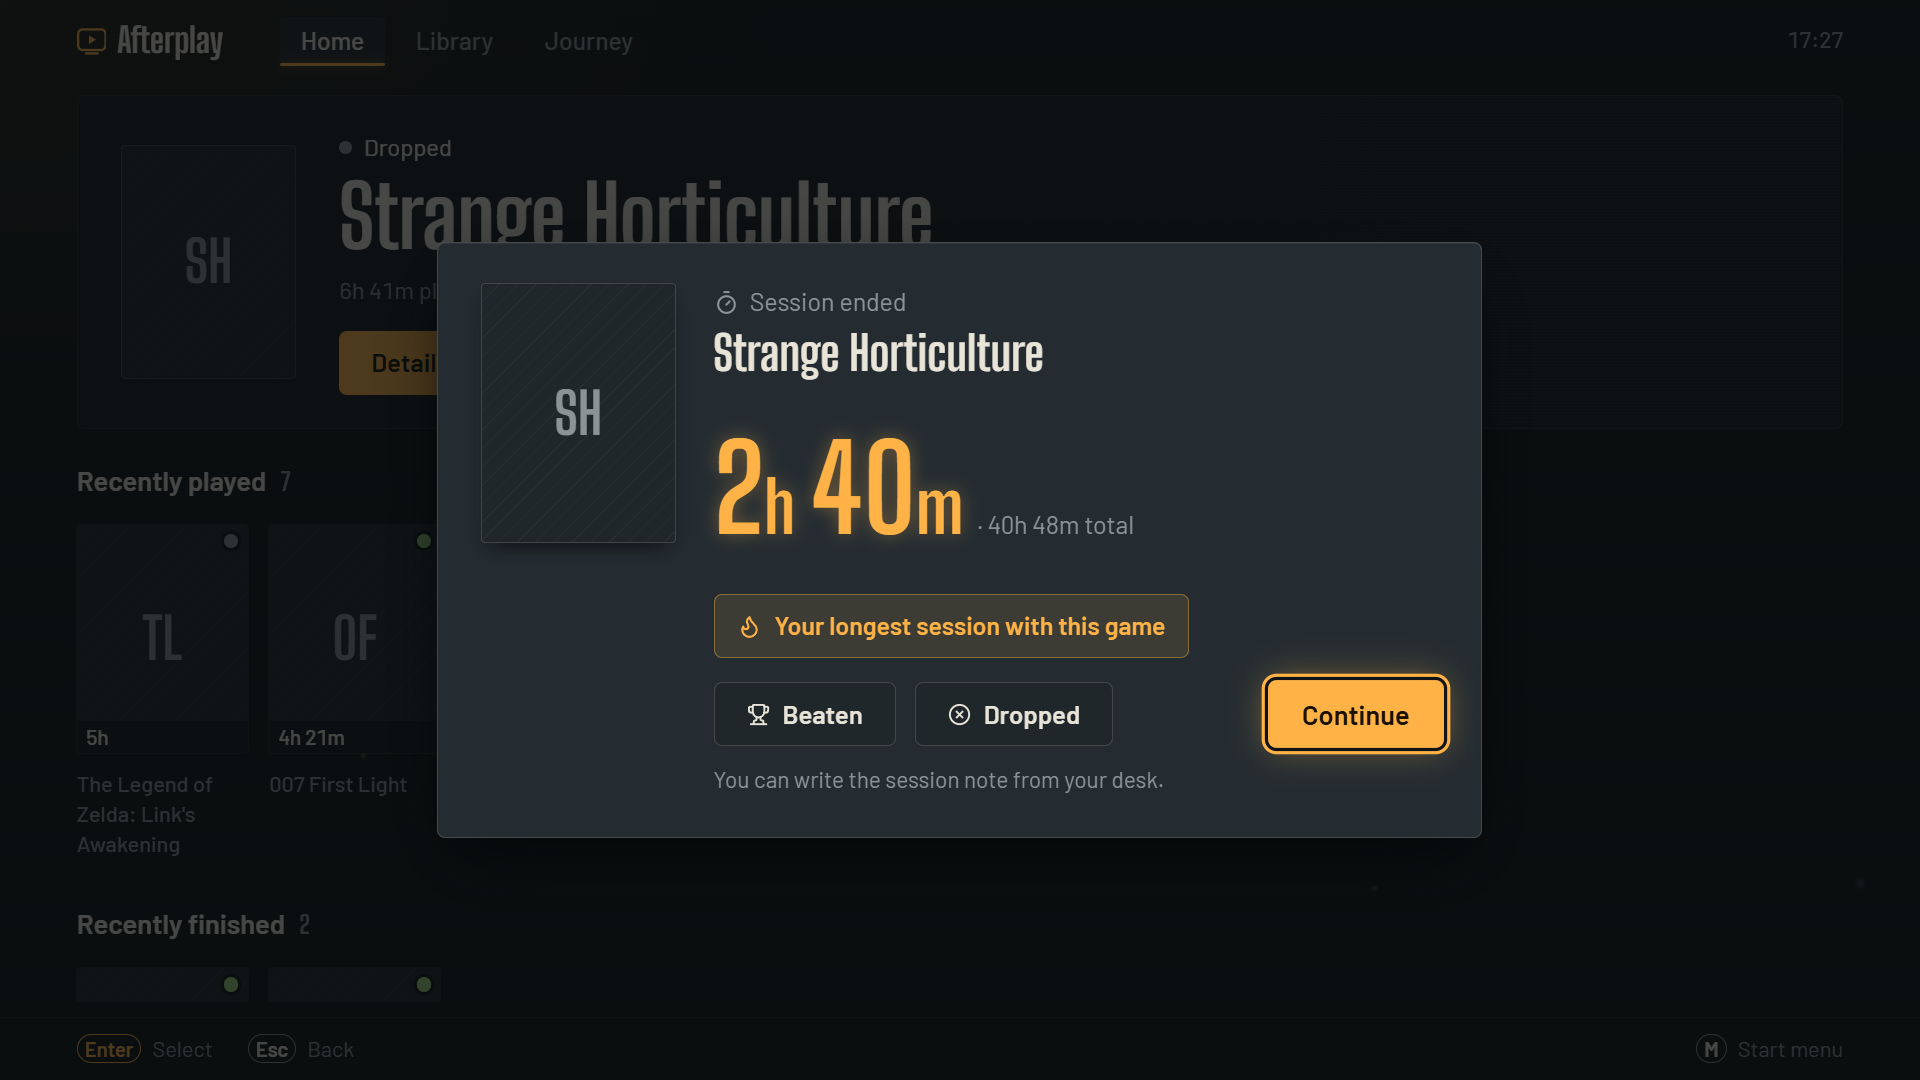 Afterplay
Home
Library
Journey
17:27
SH
Dropped
Strange Horticulture
6h 41m pl
Detail
Session ended
Strange Horticulture
SH
2h 40m · 40h 48m total
Your longest session with this game
Beaten
Dropped
Continue
You can write the session note from your desk.
Recently played 7
TL
OF
5h
4h 21m
The Legend of
Zelda: Link's
Awakening
007 First Light
Recently finished 2
Enter Select
Esc Back
M Start menu